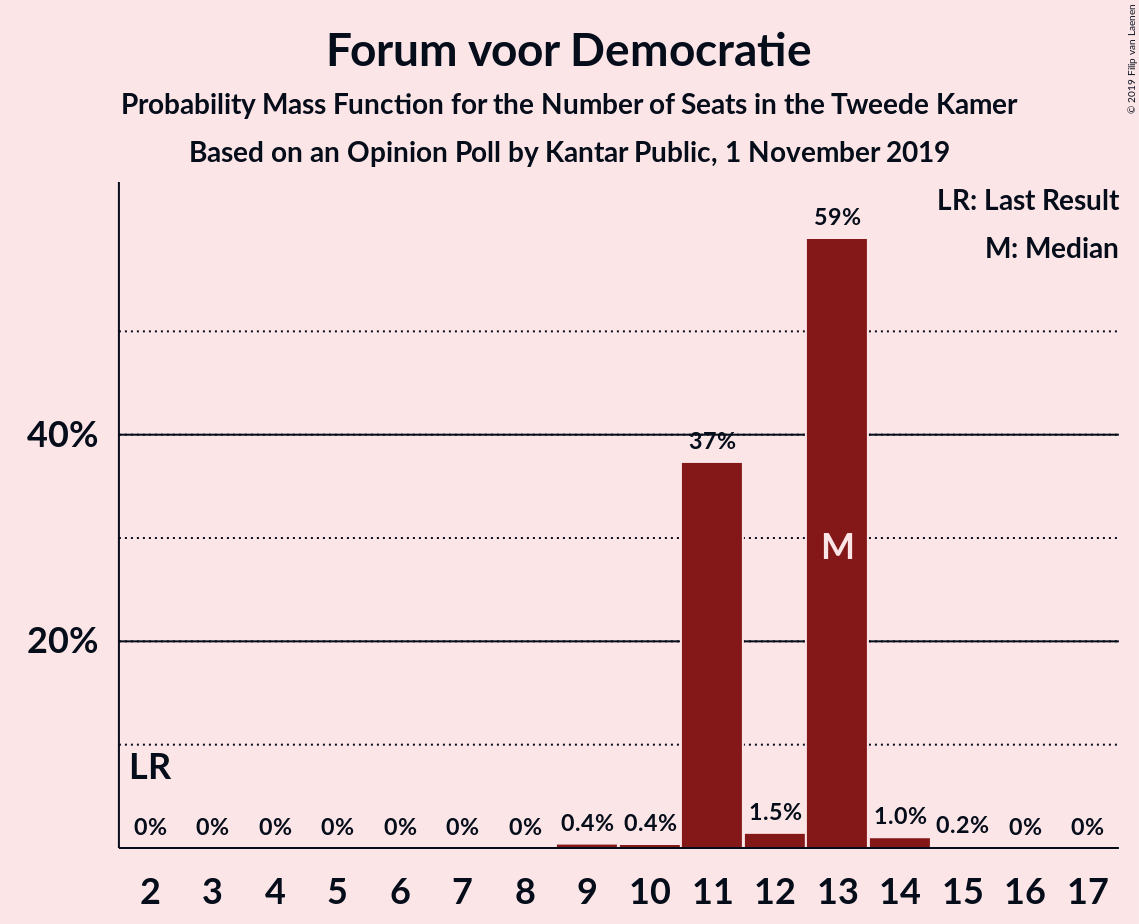 Forum voor Democratie
Probability Mass Function for the Number of Seats in the Tweede Kamer
Based on an Opinion Poll by Kantar Public, 1 November 2019
© 2019 Filip van Laenen
LR: Last Result
M: Median
59%
40%
37%
M
20%
LR
0% 0% 0% 0% 0% 0% 0% 0.4% 0.4% 1.5% 1.0% 0.2% 0% 0%
2 3 4 5 6 7 8 9 10 11 12 13 14 15 16 17